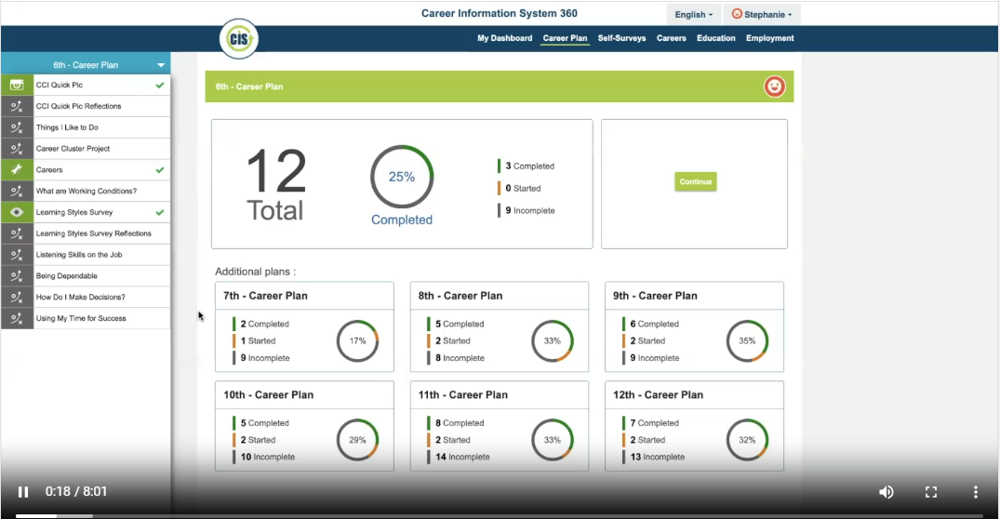 Career Information System 360
English
Stephanie
CIS
My Dashboard Career Plan Self-Surveys Careers Education Employment
6th - Career Plan
CCI Quick Pic
CCI Quick Pic Reflections
Things I Like to Do
Career Cluster Project
Careers
What are Working Conditions?
Learning Styles Survey
Learning Styles Survey Reflections
Listening Skills on the Job
Being Dependable
How Do I Make Decisions?
Using My Time for Success
6th - Career Plan
12
Total
25%
Completed
3 Completed
0 Started
9 Incomplete
Continue
Additional plans :
7th - Career Plan
2 Completed
1 Started
9 Incomplete
17%
8th - Career Plan
5 Completed
2 Started
8 Incomplete
33%
9th - Career Plan
6 Completed
2 Started
9 Incomplete
35%
10th - Career Plan
5 Completed
2 Started
10 Incomplete
29%
11th - Career Plan
8 Completed
2 Started
14 Incomplete
33%
12th - Career Plan
7 Completed
2 Started
13 Incomplete
32%
0:18 / 8:01